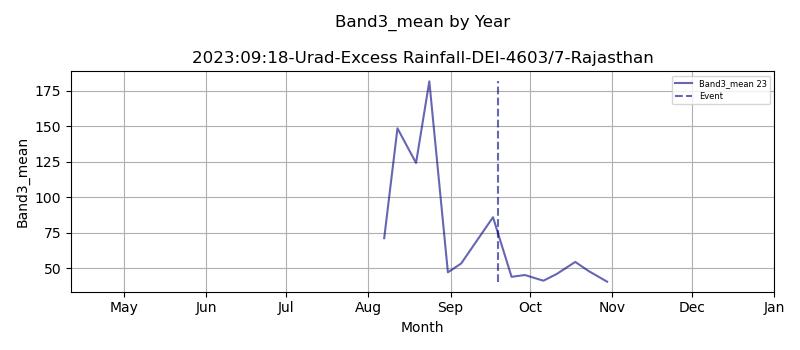 Band3_mean by Year
2023:09:18-Urad-Excess Rainfall-DEI-4603/7-Rajasthan
Band3_mean 23
Event
175
150
125
100
75
50
Band3_mean
May Jun Jul Aug Sep Oct Nov Dec Jan
Month